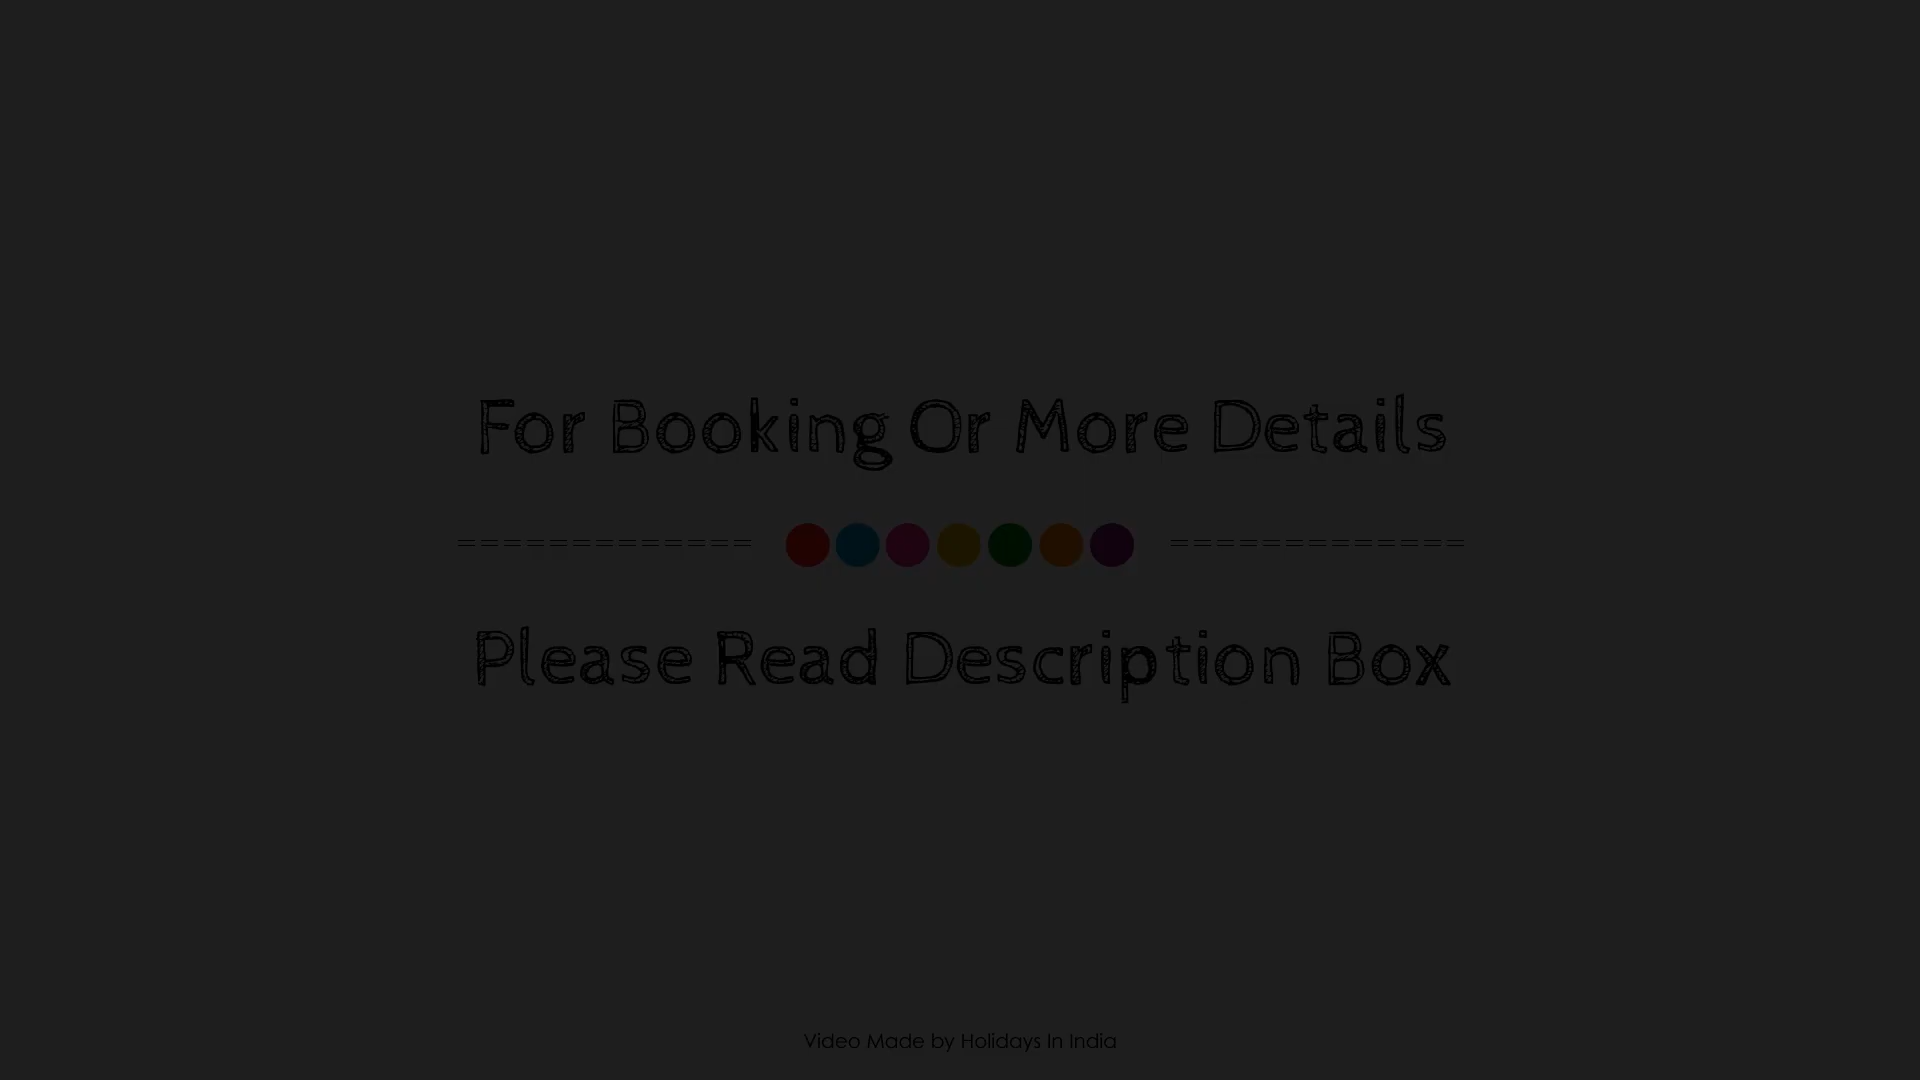 For Booking Or More Details
============= =============
Please Read Description Box
Video Made by Holidays In India